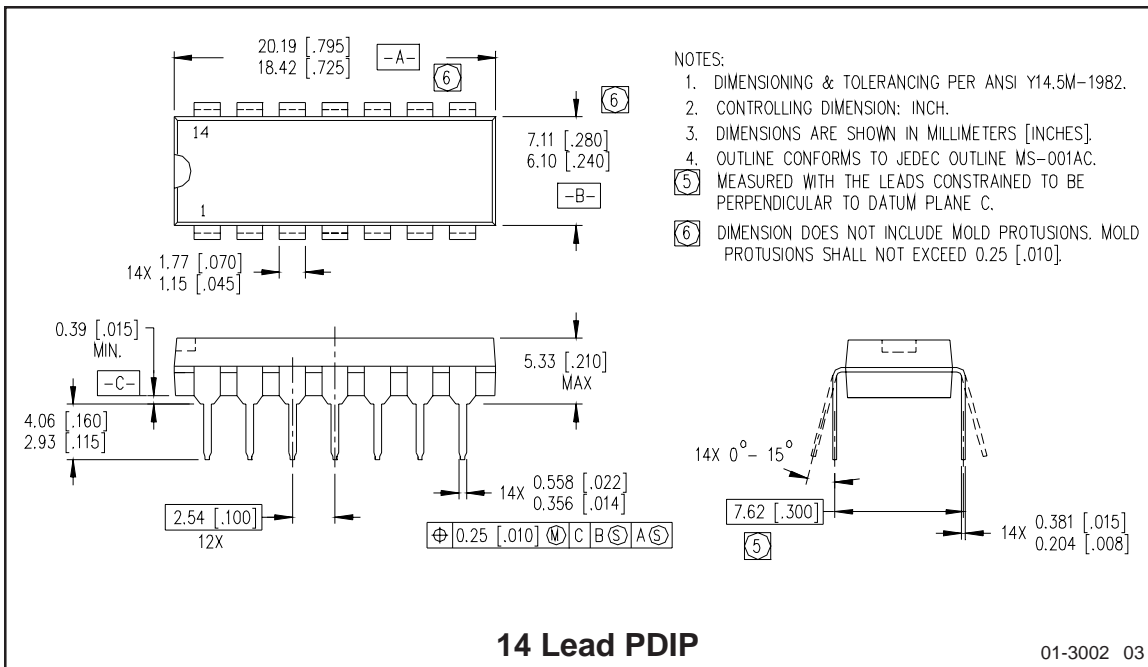 20.19 [.795]
18.42 [.725]
-A-
6
6
14
1
7.11 [.280]
6.10 [.240]
-B-
14X 1.77 [.070]
1.15 [.045]
NOTES:
1. DIMENSIONING & TOLERANCING PER ANSI Y14.5M-1982.
2. CONTROLLING DIMENSION: INCH.
3. DIMENSIONS ARE SHOWN IN MILLIMETERS [INCHES].
4. OUTLINE CONFORMS TO JEDEC OUTLINE MS-001AC.
5 MEASURED WITH THE LEADS CONSTRAINED TO BE
PERPENDICULAR TO DATUM PLANE C.
6 DIMENSION DOES NOT INCLUDE MOLD PROTUSIONS. MOLD
PROTUSIONS SHALL NOT EXCEED 0.25 [.010].
0.39 [.015]
MIN.
-C-
4.06 [.160]
2.93 [.115]
5.33 [.210]
MAX
2.54 [.100]
12X
14X 0.558 [.022]
0.356 [.014]
⌖ 0.25 [.010] Ⓜ C B Ⓢ A Ⓢ
14X 0°- 15°
7.62 [.300]
5
14X 0.381 [.015]
0.204 [.008]
14 Lead PDIP
01-3002 03